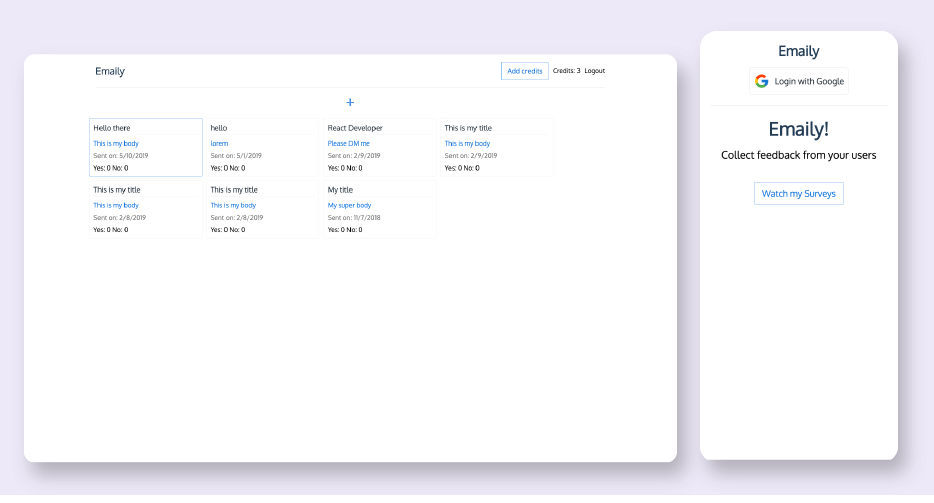 Emaily
Add credits Credits: 3 Logout
+
Hello there
This is my body
Sent on: 5/10/2019
Yes: 0 No: 0
hello
lorem
Sent on: 5/1/2019
Yes: 0 No: 0
React Developer
Please DM me
Sent on: 2/9/2019
Yes: 0 No: 0
This is my title
This is my body
Sent on: 2/9/2019
Yes: 0 No: 0
This is my title
This is my body
Sent on: 2/8/2019
Yes: 0 No: 0
This is my title
This is my body
Sent on: 2/8/2019
Yes: 0 No: 0
My title
My super body
Sent on: 11/7/2018
Yes: 0 No: 0
Emaily
Login with Google
Emaily!
Collect feedback from your users
Watch my Surveys